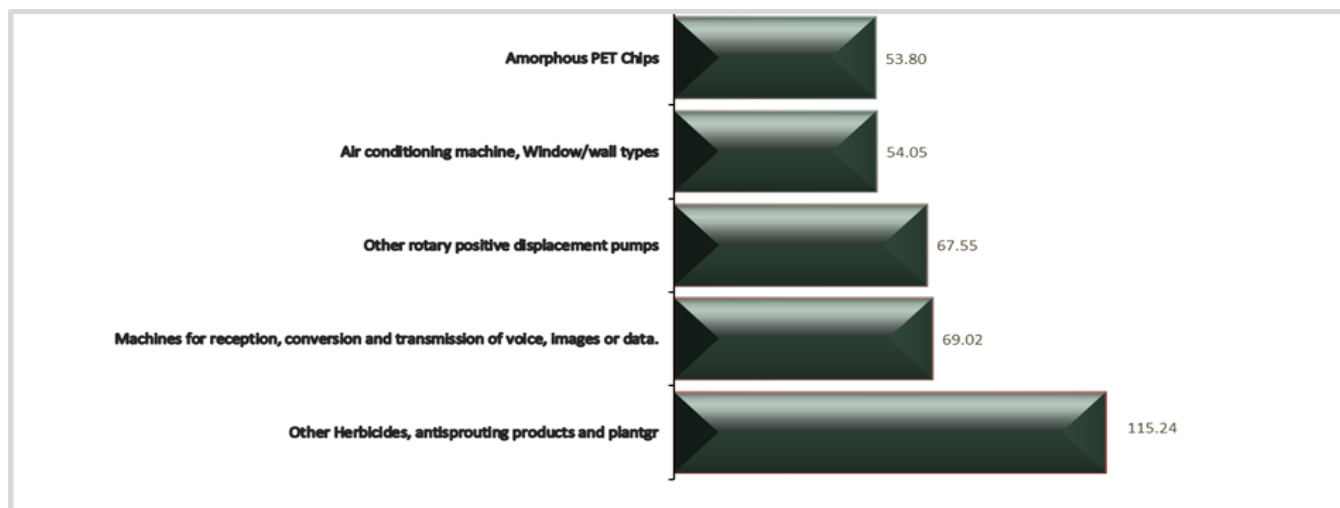 Amorphous PET Chips
53.80
Air conditioning machine, Window/wall types
54.05
Other rotary positive displacement pumps
67.55
Machines for reception, conversion and transmission of voice, images or data.
69.02
Other Herbicides, antisprouting products and plantgr
115.24